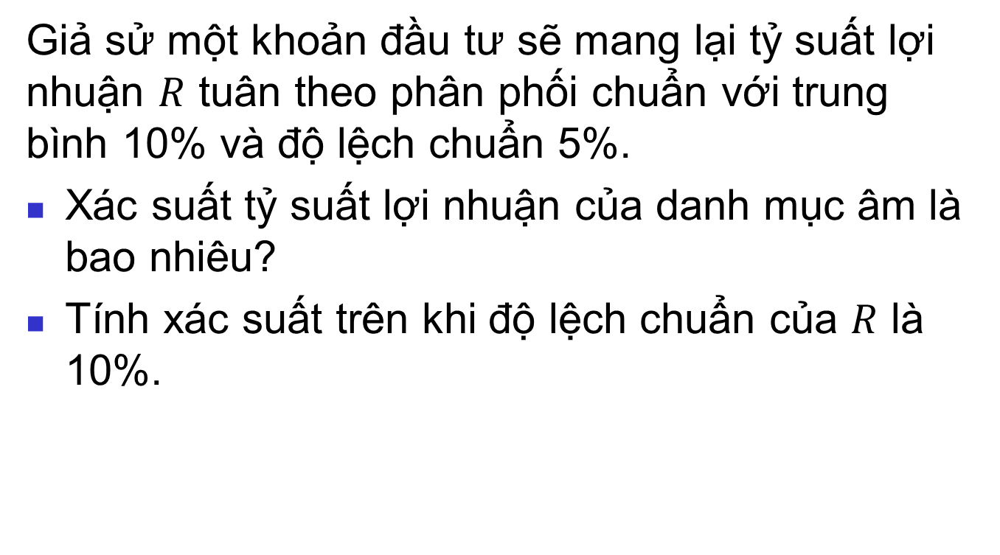 Giả sử một khoản đầu tư sẽ mang lại tỷ suất lợi
nhuận R tuân theo phân phối chuẩn với trung
bình 10% và độ lệch chuẩn 5%.
▪ Xác suất tỷ suất lợi nhuận của danh mục âm là
bao nhiêu?
▪ Tính xác suất trên khi độ lệch chuẩn của R là
10%.